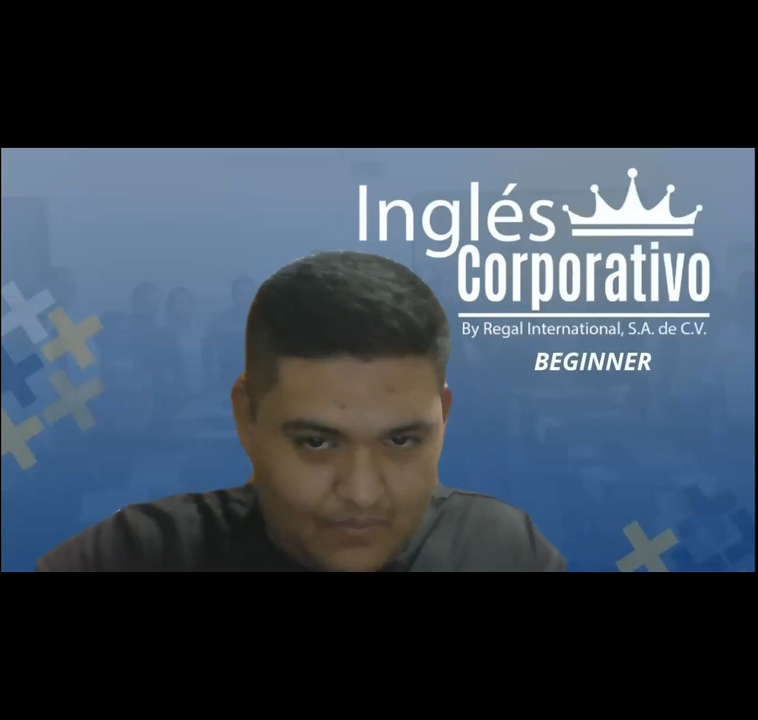 Inglés
Corporativo
By Regal International, S.A. de C.V.
BEGINNER